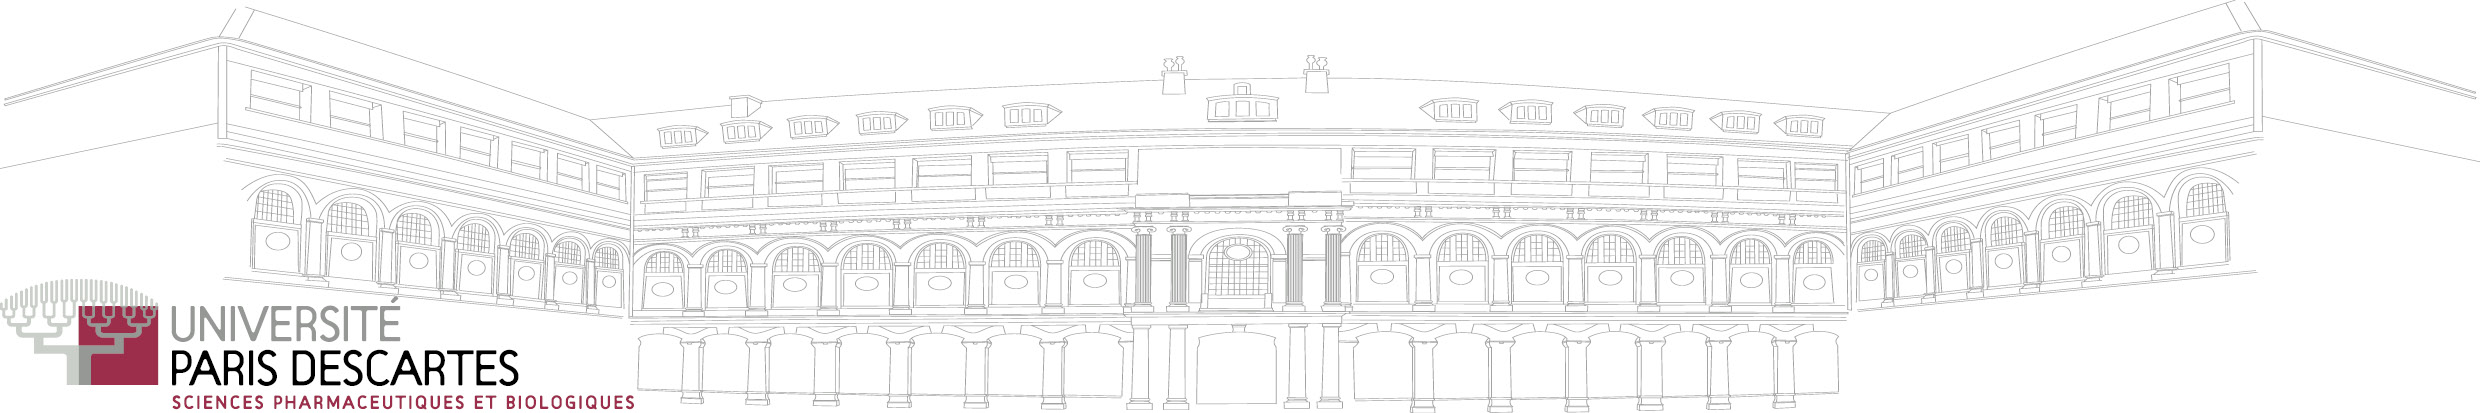 UNIVERSITÉ
PARIS DESCARTES
SCIENCES PHARMACEUTIQUES ET BIOLOGIQUES